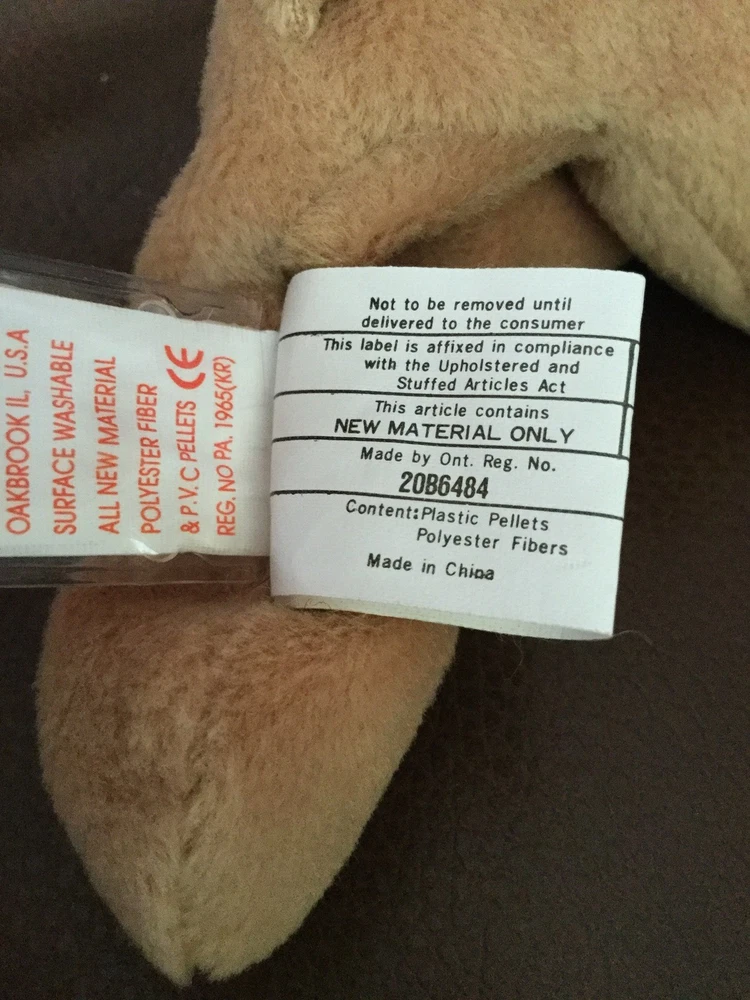 OAKBROOK IL, U.S.A
SURFACE WASHABLE
ALL NEW MATERIAL
POLYESTER FIBER
& P.V.C PELLETS CE
REG. NO PA. 1965(KR)
Not to be removed until
delivered to the consumer
This label is affixed in compliance
with the Upholstered and
Stuffed Articles Act
This article contains
NEW MATERIAL ONLY
Made by Ont. Reg. No.
20B6484
Content:Plastic Pellets
Polyester Fibers
Made in China